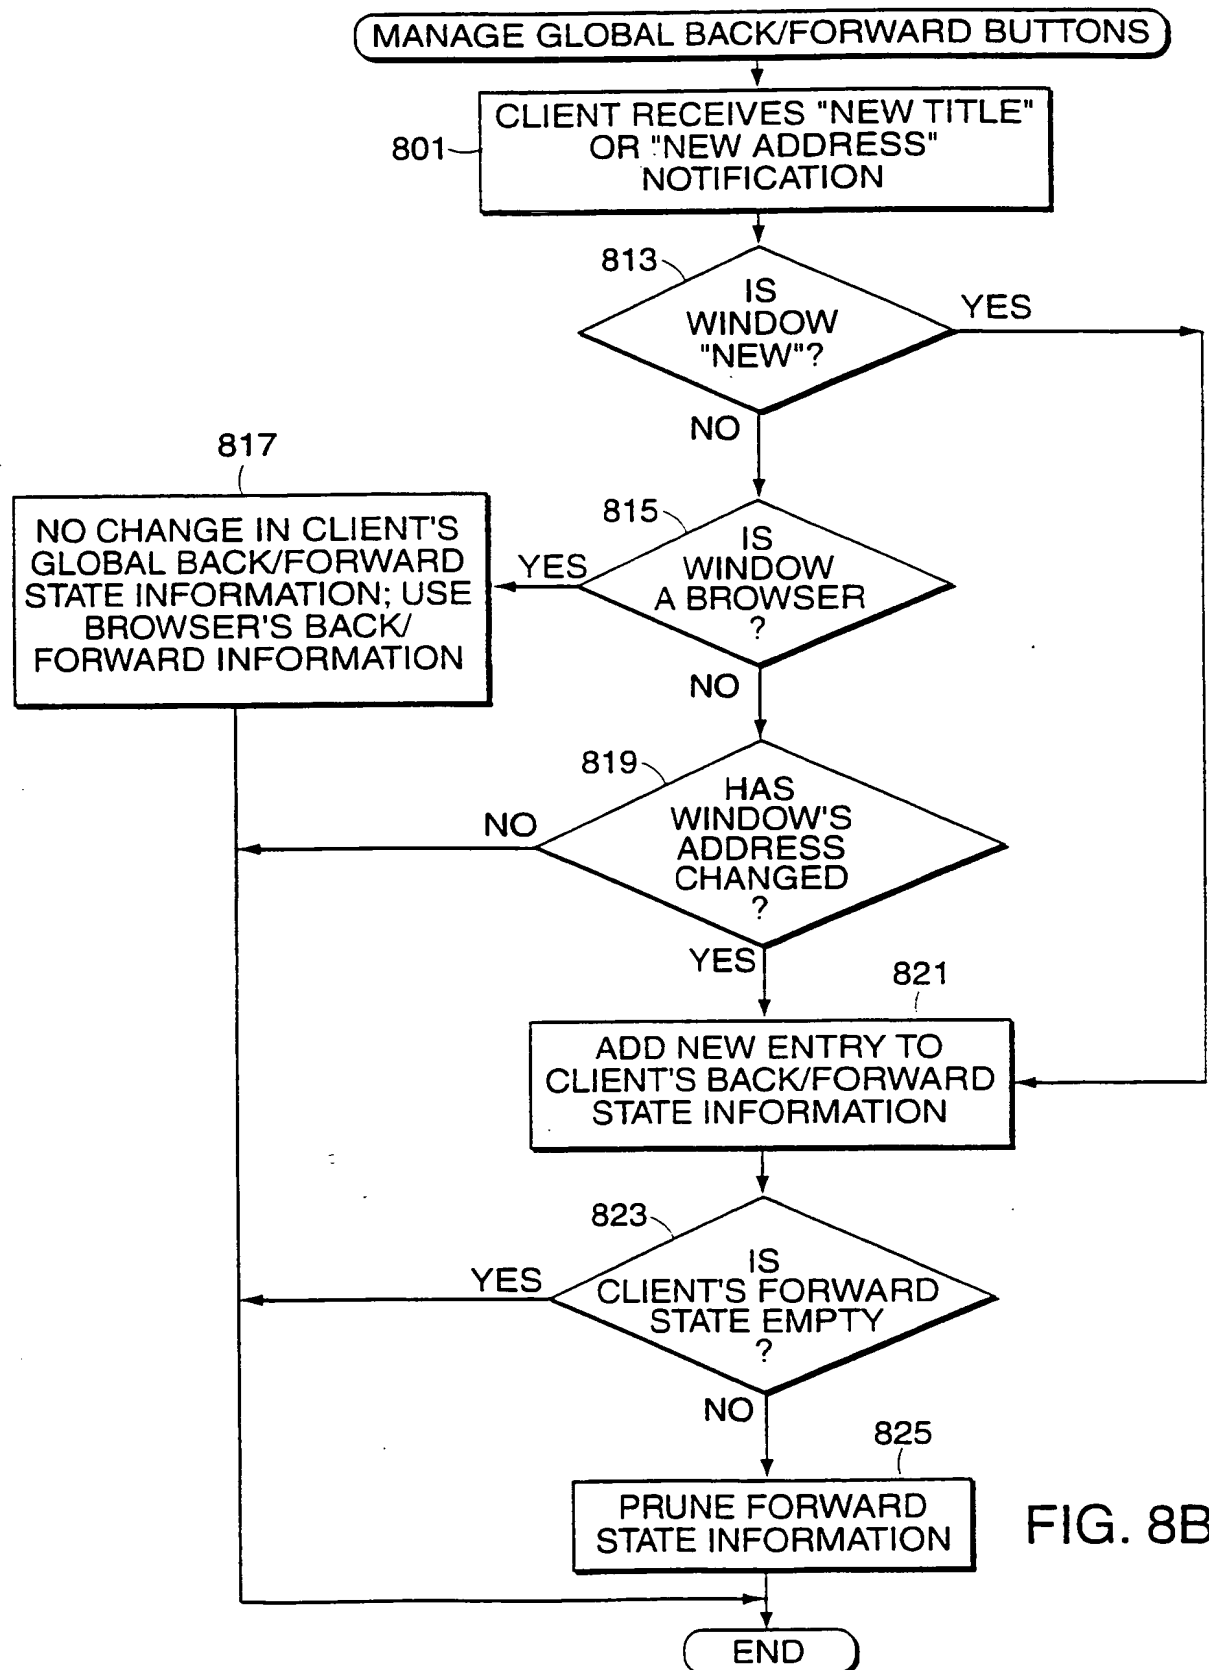 MANAGE GLOBAL BACK/FORWARD BUTTONS
CLIENT RECEIVES "NEW TITLE"
OR "NEW ADDRESS"
NOTIFICATION
801
813
IS
WINDOW
"NEW"?
YES
NO
817
NO CHANGE IN CLIENT'S
GLOBAL BACK/FORWARD
STATE INFORMATION; USE
BROWSER'S BACK/
FORWARD INFORMATION
815
IS
WINDOW
A BROWSER
?
YES
NO
819
HAS
WINDOW'S
ADDRESS
CHANGED
?
NO
YES
821
ADD NEW ENTRY TO
CLIENT'S BACK/FORWARD
STATE INFORMATION
823
IS
CLIENT'S FORWARD
STATE EMPTY
?
YES
NO
825
PRUNE FORWARD
STATE INFORMATION
FIG. 8B
END